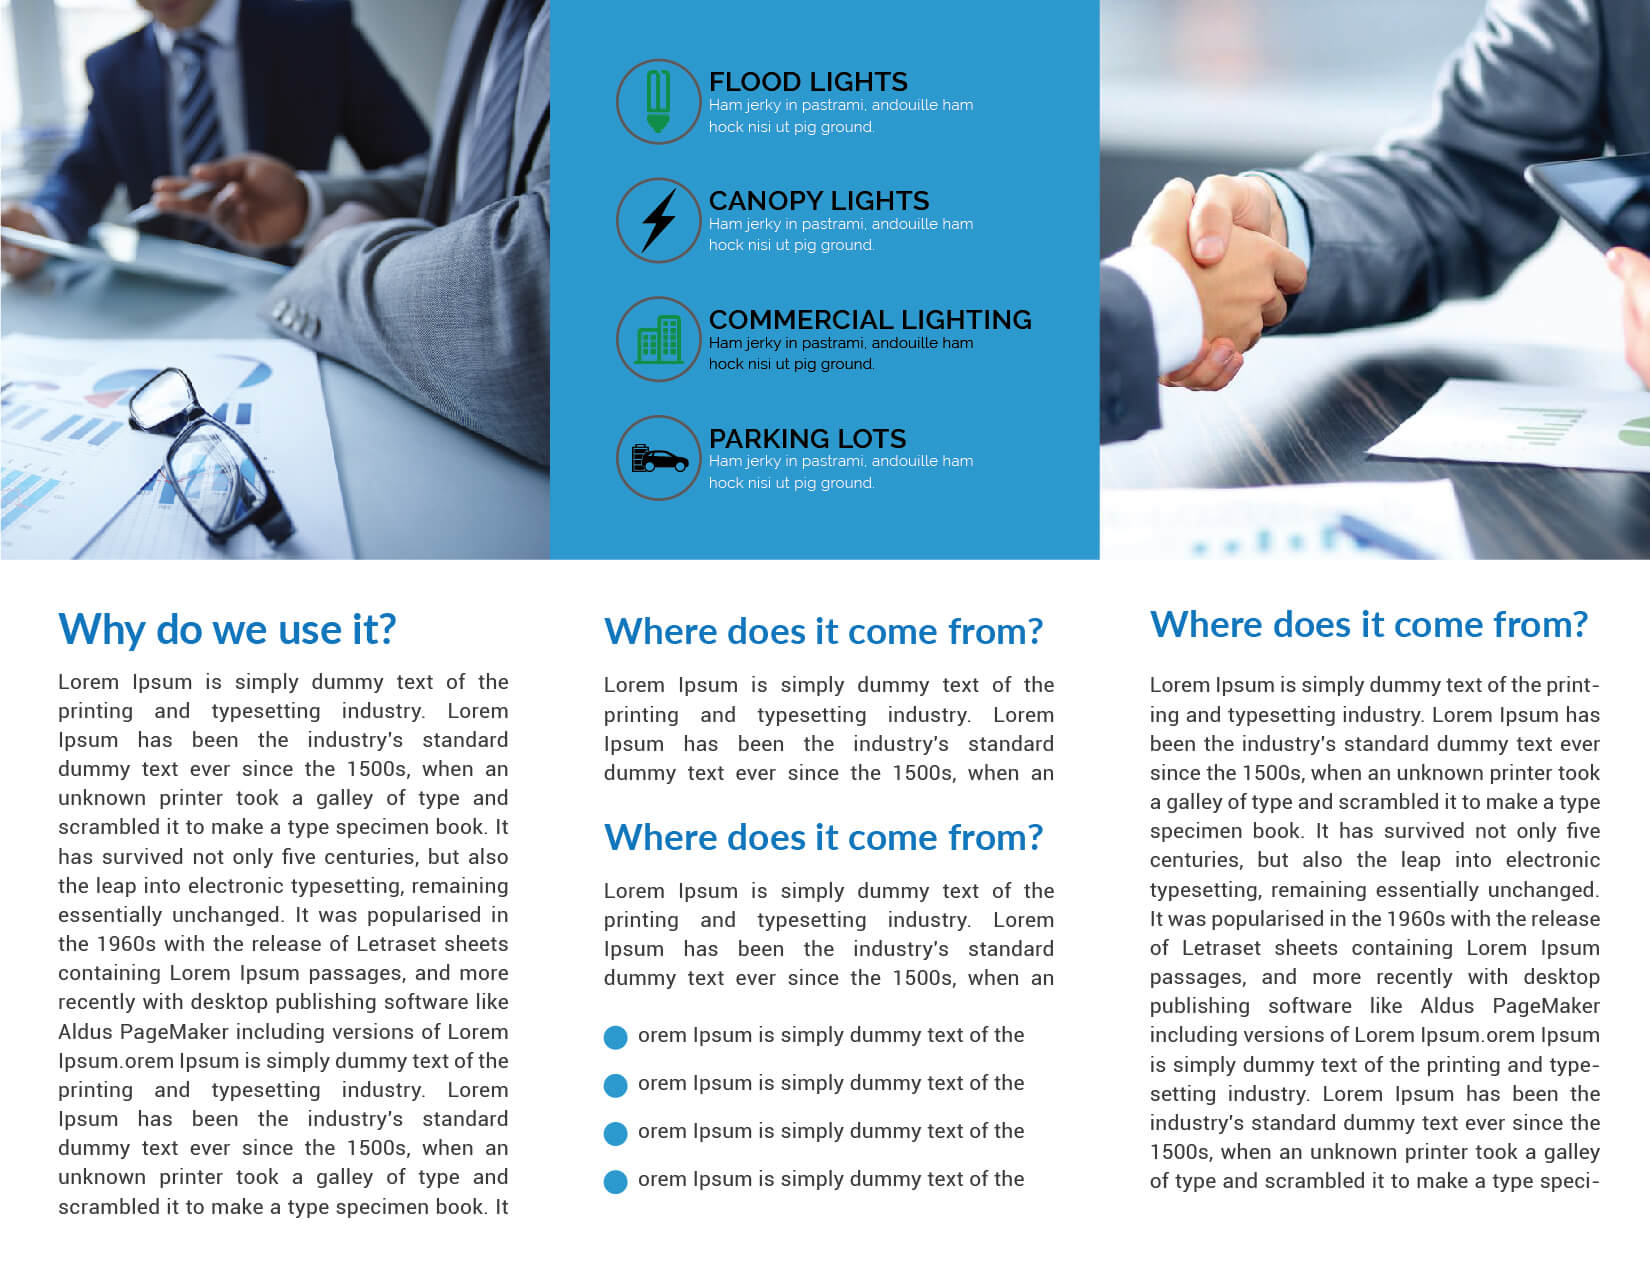 FLOOD LIGHTS
Ham jerky in pastrami, andouille ham
hock nisi ut pig ground.
CANOPY LIGHTS
Ham jerky in pastrami, andouille ham
hock nisi ut pig ground.
COMMERCIAL LIGHTING
Ham jerky in pastrami, andouille ham
hock nisi ut pig ground.
PARKING LOTS
Ham jerky in pastrami, andouille ham
hock nisi ut pig ground.
Why do we use it?
Lorem Ipsum is simply dummy text of the
printing and typesetting industry. Lorem
Ipsum has been the industry's standard
dummy text ever since the 1500s, when an
unknown printer took a galley of type and
scrambled it to make a type specimen book. It
has survived not only five centuries, but also
the leap into electronic typesetting, remaining
essentially unchanged. It was popularised in
the 1960s with the release of Letraset sheets
containing Lorem Ipsum passages, and more
recently with desktop publishing software like
Aldus PageMaker including versions of Lorem
Ipsum.orem Ipsum is simply dummy text of the
printing and typesetting industry. Lorem
Ipsum has been the industry's standard
dummy text ever since the 1500s, when an
unknown printer took a galley of type and
scrambled it to make a type specimen book. It
Where does it come from?
Lorem Ipsum is simply dummy text of the
printing and typesetting industry. Lorem
Ipsum has been the industry's standard
dummy text ever since the 1500s, when an
Where does it come from?
Lorem Ipsum is simply dummy text of the
printing and typesetting industry. Lorem
Ipsum has been the industry's standard
dummy text ever since the 1500s, when an
orem Ipsum is simply dummy text of the
orem Ipsum is simply dummy text of the
orem Ipsum is simply dummy text of the
orem Ipsum is simply dummy text of the
Where does it come from?
Lorem Ipsum is simply dummy text of the print-
ing and typesetting industry. Lorem Ipsum has
been the industry's standard dummy text ever
since the 1500s, when an unknown printer took
a galley of type and scrambled it to make a type
specimen book. It has survived not only five
centuries, but also the leap into electronic
typesetting, remaining essentially unchanged.
It was popularised in the 1960s with the release
of Letraset sheets containing Lorem Ipsum
passages, and more recently with desktop
publishing software like Aldus PageMaker
including versions of Lorem Ipsum.orem Ipsum
is simply dummy text of the printing and type-
setting industry. Lorem Ipsum has been the
industry's standard dummy text ever since the
1500s, when an unknown printer took a galley
of type and scrambled it to make a type speci-